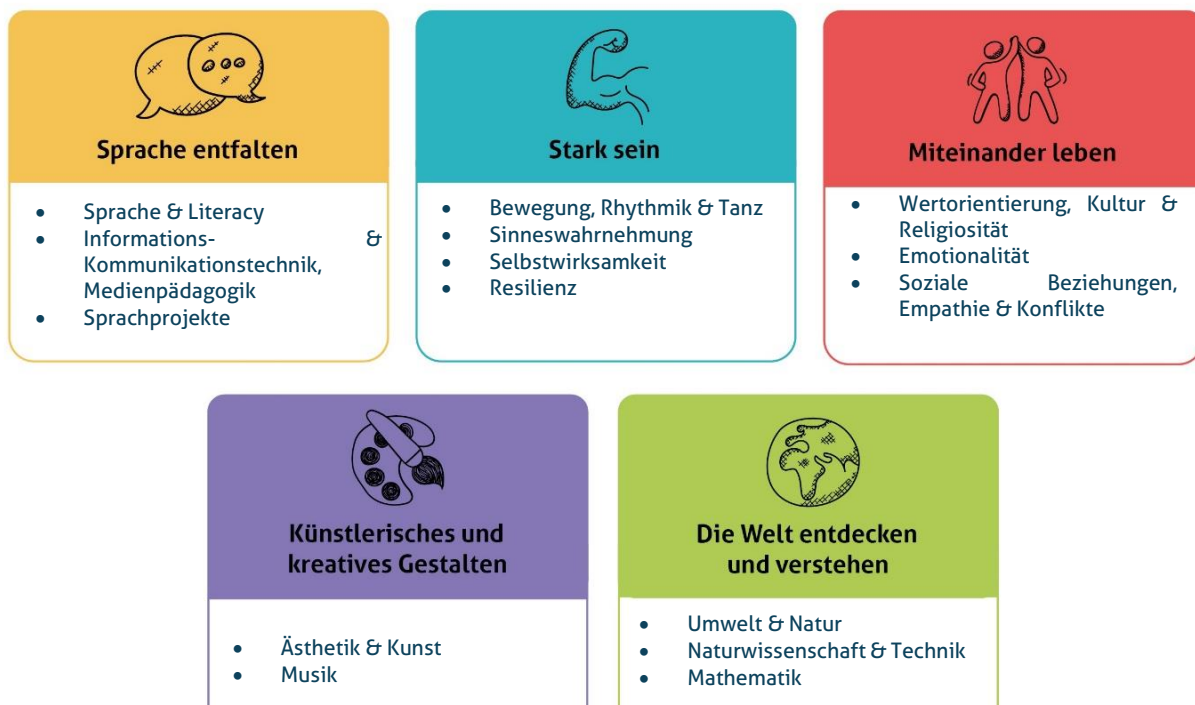 Sprache entfalten
• Sprache & Literacy
• Informations- &
Kommunikationstechnik,
Medienpädagogik
• Sprachprojekte
Stark sein
• Bewegung, Rhythmik & Tanz
• Sinneswahrnehmung
• Selbstwirksamkeit
• Resilienz
Miteinander leben
• Wertorientierung, Kultur &
Religiosität
• Emotionalität
• Soziale Beziehungen,
Empathie & Konflikte
Künstlerisches und
kreatives Gestalten
• Ästhetik & Kunst
• Musik
Die Welt entdecken
und verstehen
• Umwelt & Natur
• Naturwissenschaft & Technik
• Mathematik